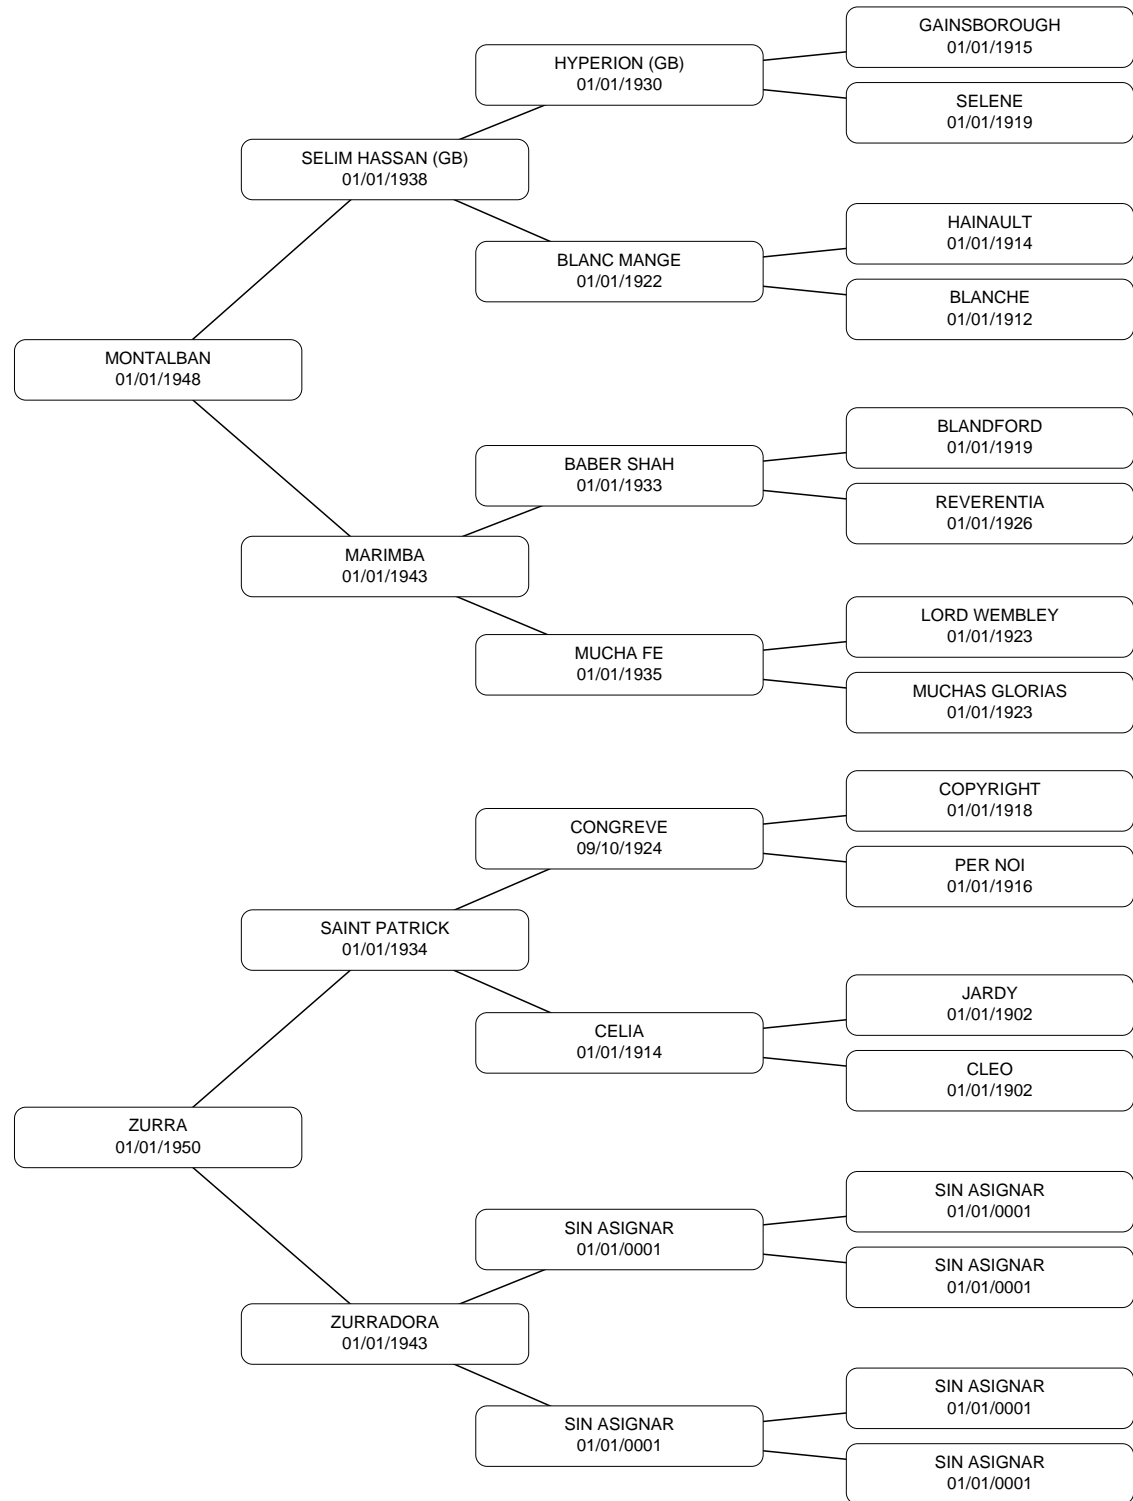 GAINSBOROUGH
01/01/1915
HYPERION (GB)
01/01/1930
SELENE
01/01/1919
SELIM HASSAN (GB)
01/01/1938
HAINAULT
01/01/1914
BLANC MANGE
01/01/1922
BLANCHE
01/01/1912
MONTALBAN
01/01/1948
BLANDFORD
01/01/1919
BABER SHAH
01/01/1933
REVERENTIA
01/01/1926
MARIMBA
01/01/1943
LORD WEMBLEY
01/01/1923
MUCHA FE
01/01/1935
MUCHAS GLORIAS
01/01/1923
COPYRIGHT
01/01/1918
CONGREVE
09/10/1924
PER NOI
01/01/1916
SAINT PATRICK
01/01/1934
JARDY
01/01/1902
CELIA
01/01/1914
CLEO
01/01/1902
ZURRA
01/01/1950
SIN ASIGNAR
01/01/0001
SIN ASIGNAR
01/01/0001
SIN ASIGNAR
01/01/0001
ZURRADORA
01/01/1943
SIN ASIGNAR
01/01/0001
SIN ASIGNAR
01/01/0001
SIN ASIGNAR
01/01/0001